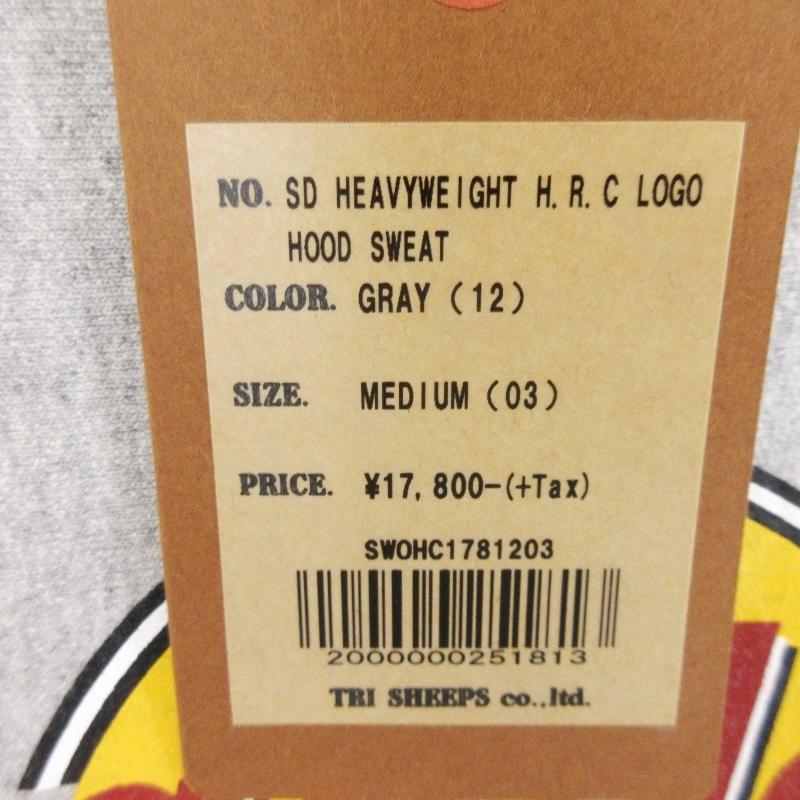 NO. SD HEAVYWEIGHT H.R.C LOGO
HOOD SWEAT
COLOR. GRAY (12)
SIZE. MEDIUM (03)
PRICE. ¥17,800-(+Tax)
SWOHC1781203
2000000251813
TRI SHEEPS co.,ltd.